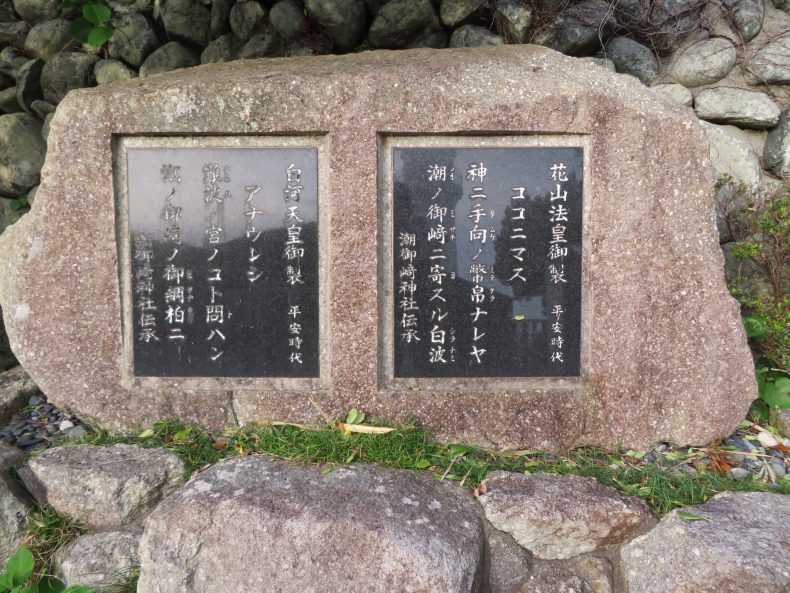 花山法皇御製 平安時代
ココニマス
神ニ手向ノ幣帛ナレヤ
潮ノ御﨑ニ寄スル白波
潮御﨑神社伝承
白河天皇御製 平安時代
アナウレシ
難波ノ宮ノコト問ハン
潮ノ御﨑ノ御綱柏ニ
潮御﨑神社伝承